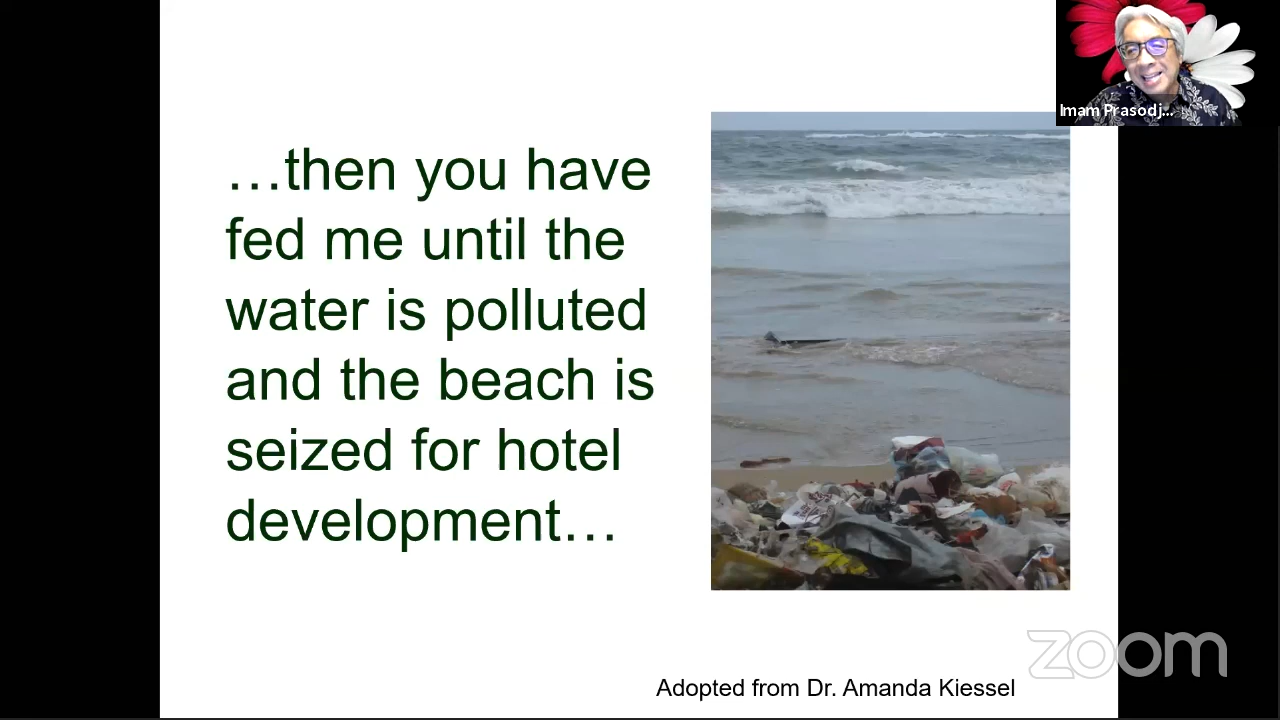 Imam Prasodj...
…then you have
fed me until the
water is polluted
and the beach is
seized for hotel
development…
zoom
Adopted from Dr. Amanda Kiessel